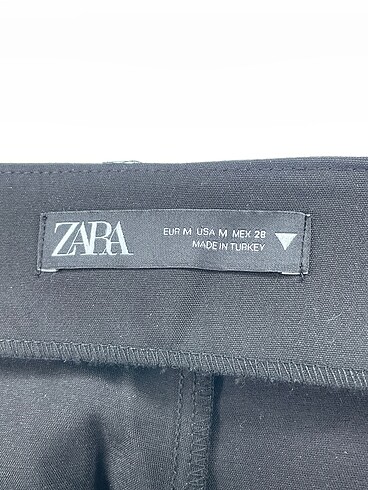 ZARA
EUR M USA M MEX 28
MADE IN TURKEY